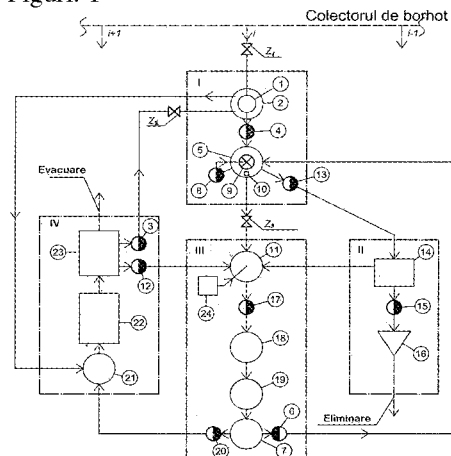 Figuri: 1
Colectorul de borhot
i+1
i
i-1
Z₁
I
1
2
Z₂
4
5
8
9
10
13
Evacuare
Z₃
IV
3
23
12
22
21
III
11
24
17
18
19
20
7
6
II
14
15
16
Eliminare